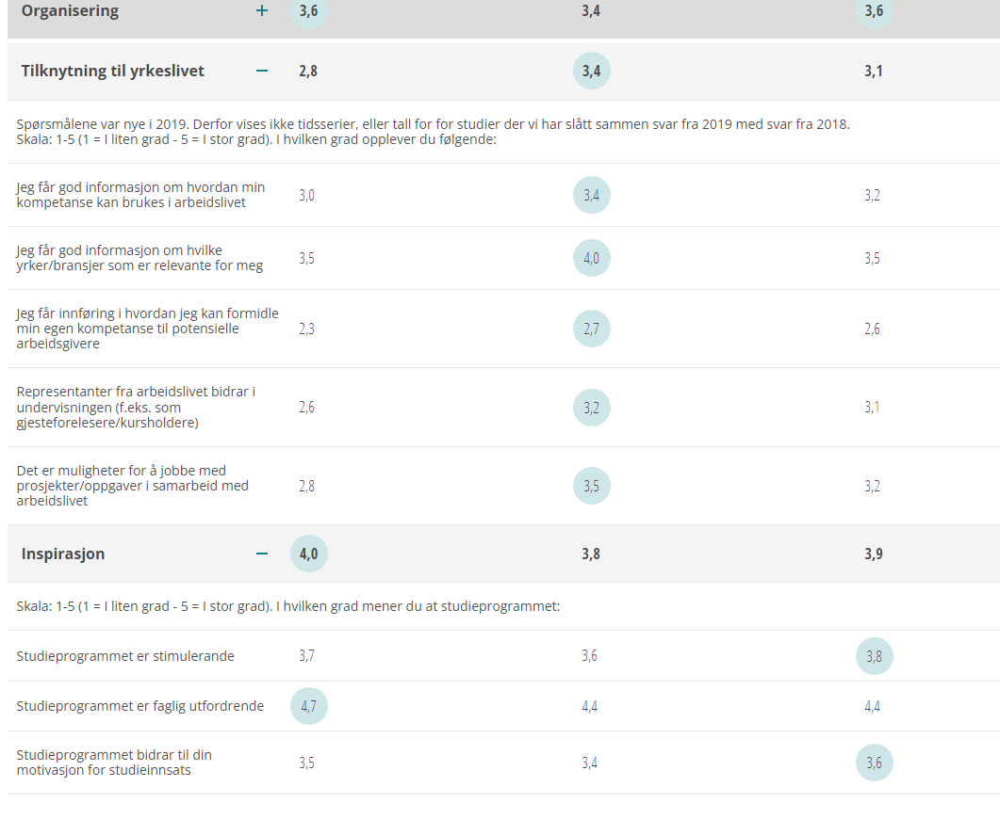 Organisering + 3,6 3,4 3,6
Tilknytning til yrkeslivet − 2,8 3,4 3,1
Spørsmålene var nye i 2019. Derfor vises ikke tidsserier, eller tall for for studier der vi har slått sammen svar fra 2019 med svar fra 2018.
Skala: 1-5 (1 = I liten grad - 5 = I stor grad). I hvilken grad opplever du følgende:
Jeg får god informasjon om hvordan min
kompetanse kan brukes i arbeidslivet
3,0 3,4 3,2
Jeg får god informasjon om hvilke
yrker/bransjer som er relevante for meg
3,5 4,0 3,5
Jeg får innføring i hvordan jeg kan formidle
min egen kompetanse til potensielle
arbeidsgivere
2,3 2,7 2,6
Representanter fra arbeidslivet bidrar i
undervisningen (f.eks. som
gjesteforelesere/kursholdere)
2,6 3,2 3,1
Det er muligheter for å jobbe med
prosjekter/oppgaver i samarbeid med
arbeidslivet
2,8 3,5 3,2
Inspirasjon − 4,0 3,8 3,9
Skala: 1-5 (1 = I liten grad - 5 = I stor grad). I hvilken grad mener du at studieprogrammet:
Studieprogrammet er stimulerande 3,7 3,6 3,8
Studieprogrammet er faglig utfordrende 4,7 4,4 4,4
Studieprogrammet bidrar til din
motivasjon for studieinnsats
3,5 3,4 3,6